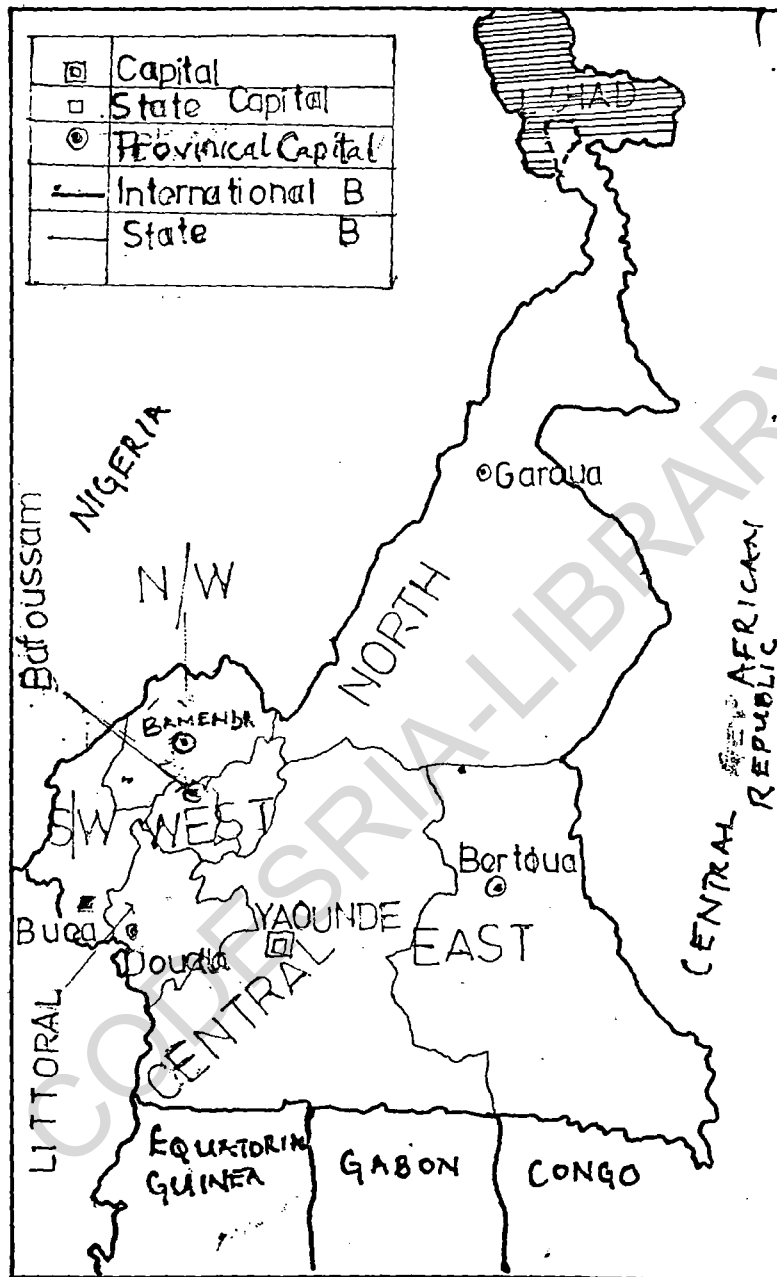 Capital
State Capital
Provinical Capital
International B
State B
CHAD
NIGERIA
Garoua
Bafoussam
N/W
NORTH
CENTRAL AFRICAN
REPUBLIC
BAMENDA
S/W
WEST
Bertoua
Buea
YAOUNDE
EAST
Douala
CENTRAL
LITTORAL
EQUATORIA
GUINEA
GABON
CONGO
CODESRIA-LIBRARY